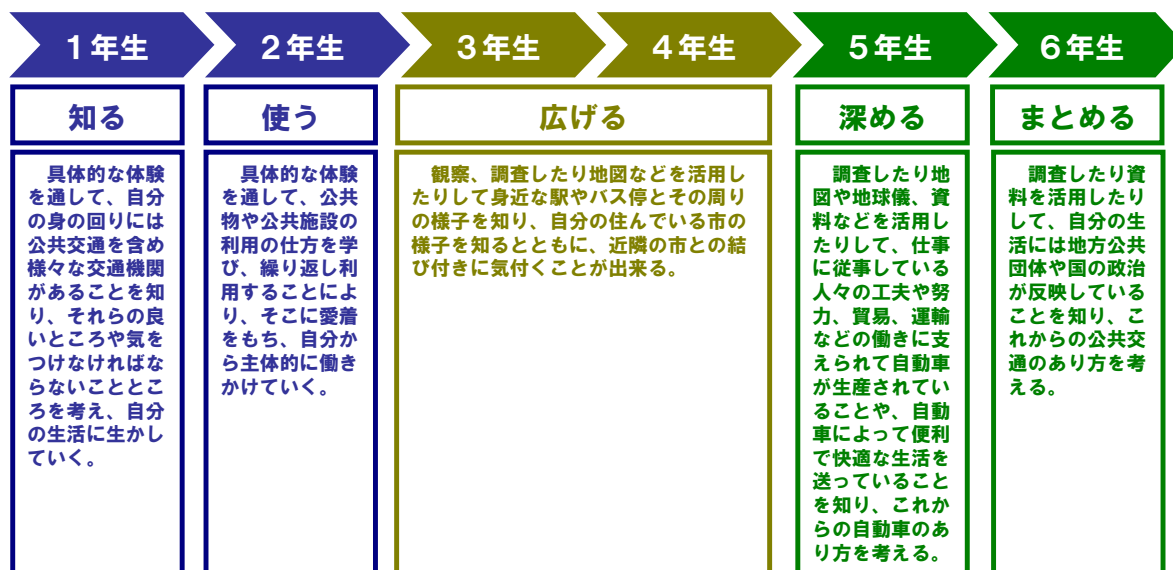 1年生
2年生
3年生
4年生
5年生
6年生
知る
使う
広げる
深める
まとめる
具体的な体験
を通して、自分
の身の回りには
公共交通を含め
様々な交通機関
があることを知
り、それらの良
いところや気を
つけなければな
らないこととこ
ろを考え、自分
の生活に生かし
ていく。
具体的な体験
を通して、公共
物や公共施設の
利用の仕方を学
び、繰り返し利
用することによ
り、そこに愛着
をもち、自分か
ら主体的に働き
かけていく。
観察、調査したり地図などを活用し
たりして身近な駅やバス停とその周り
の様子を知り、自分の住んでいる市の
様子を知るとともに、近隣の市との結
び付きに気付くことが出来る。
調査したり地
図や地球儀、資
料などを活用し
たりして、仕事
に従事している
人々の工夫や努
力、貿易、運輸
などの働きに支
えられて自動車
が生産されてい
ることや、自動
車によって便利
で快適な生活を
送っていること
を知り、これか
らの自動車のあ
り方を考える。
調査したり資
料を活用したり
して、自分の生
活には地方公共
団体や国の政治
が反映している
ことを知り、こ
れからの公共交
通のあり方を考
える。